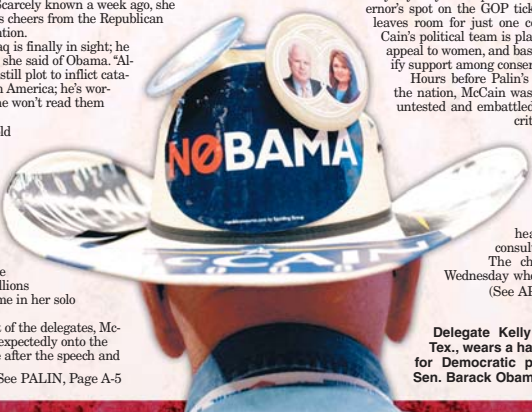 Scarcely known a week ago, she
s cheers from the Republican
ntion.
aq is finally in sight; he
she said of Obama. "Al-
still plot to inflict cata-
n America; he's wor-
ne won't read them
ld
e
llions
me in her solo
t of the delegates, Mc-
expectedly onto the
e after the speech and
See PALIN, Page A-5
NOBAMA
McCAIN
ernor's spot on the GOP tick
leaves room for just one c
Cain's political team is pla
appeal to women, and bas
ify support among conser
Hours before Palin's
the nation, McCain was
untested and embattled
crit
hea
consul
The ch
Wednesday whe
(See AP
Delegate Kelly
Tex., wears a ha
for Democratic p
Sen. Barack Obam